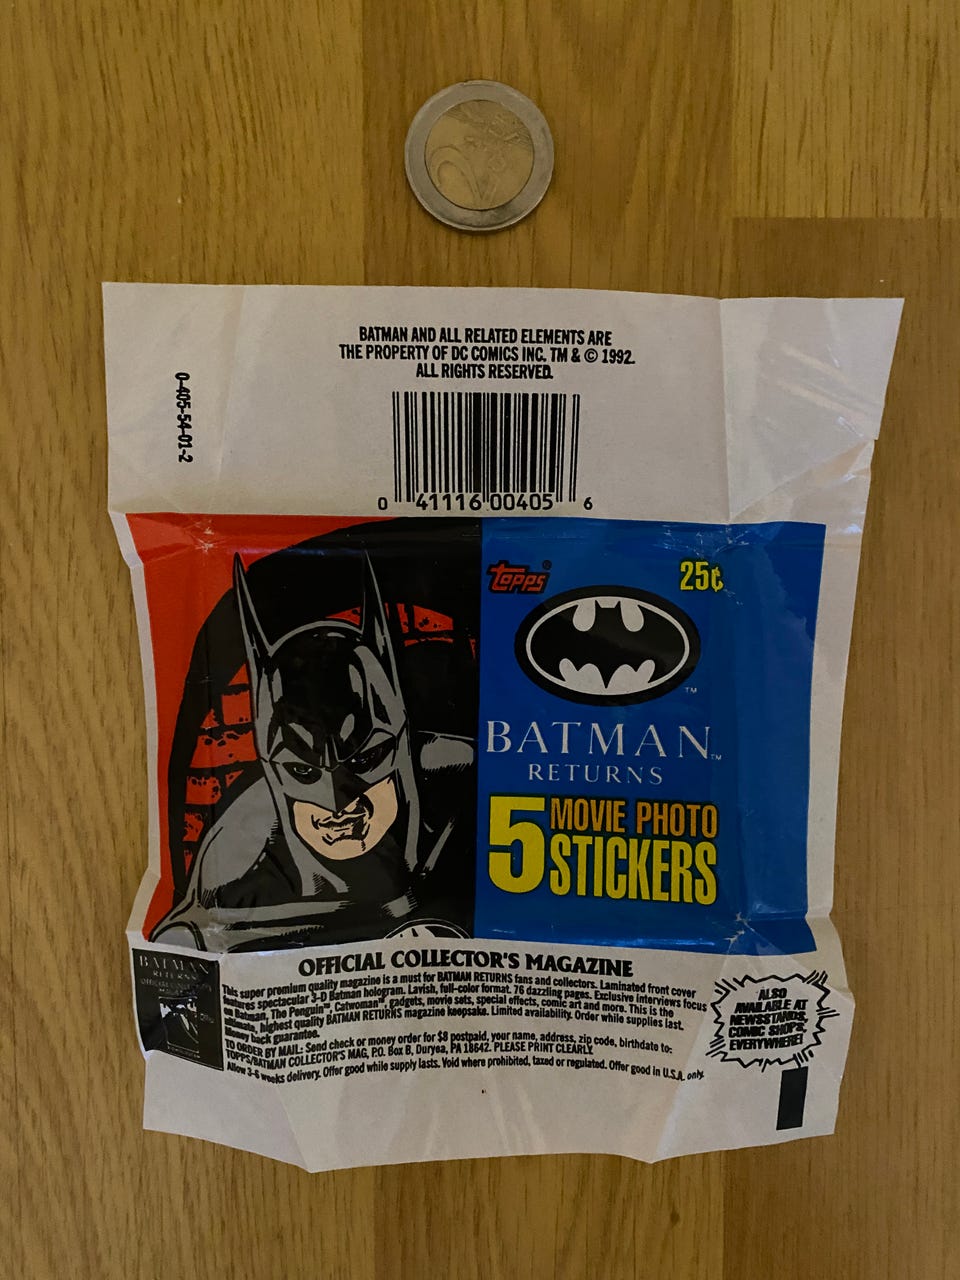 BATMAN AND ALL RELATED ELEMENTS ARE
THE PROPERTY OF DC COMICS INC. TM & © 1992.
ALL RIGHTS RESERVED.
0-405-54-01-2
0 41116 00405 6
topps®
25¢
TM
BATMAN™
RETURNS
5 MOVIE PHOTO
STICKERS
BATMAN
RETURNS
OFFICIAL COLLECTOR'S MAGAZINE
This super premium quality magazine is a must for BATMAN RETURNS fans and collectors. Laminated front cover
features spectacular 3-D Batman hologram. Lavish, full-color format. 76 dazzling pages. Exclusive interviews focus
on Batman, The Penguin™, Catwoman™, gadgets, movie sets, special effects, comic art and more. This is the
ultimate, highest quality BATMAN RETURNS magazine keepsake. Limited availability. Order while supplies last.
Money back guarantee.
TO ORDER BY MAIL: Send check or money order for $8 postpaid, your name, address, zip code, birthdate to:
TOPPS/BATMAN COLLECTOR'S MAG, P.O. Box B, Duryea, PA 18642. PLEASE PRINT CLEARLY.
Allow 3-6 weeks delivery. Offer good while supply lasts. Void where prohibited, taxed or regulated. Offer good in U.S.A. only.
ALSO
AVAILABLE AT
NEWSSTANDS,
COMIC SHOPS,
EVERYWHERE!